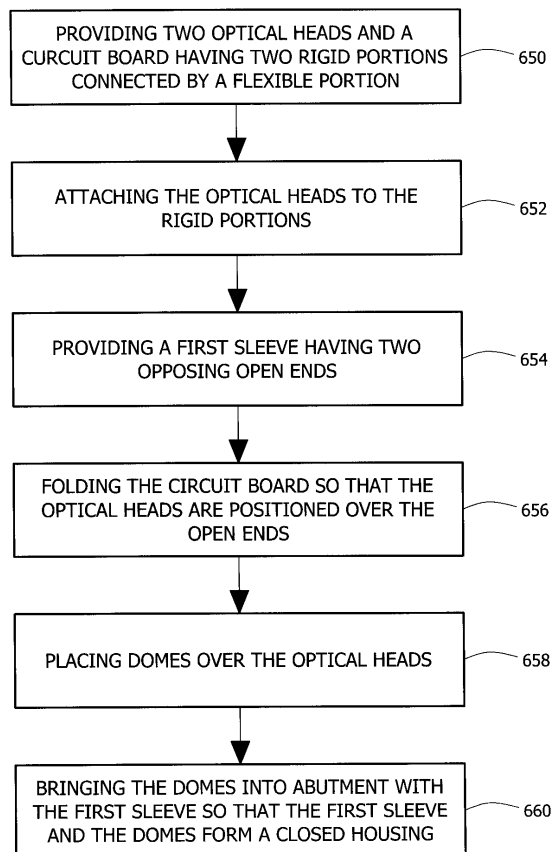 PROVIDING TWO OPTICAL HEADS AND A
CURCUIT BOARD HAVING TWO RIGID PORTIONS
CONNECTED BY A FLEXIBLE PORTION
650
ATTACHING THE OPTICAL HEADS TO THE
RIGID PORTIONS
652
PROVIDING A FIRST SLEEVE HAVING TWO
OPPOSING OPEN ENDS
654
FOLDING THE CIRCUIT BOARD SO THAT THE
OPTICAL HEADS ARE POSITIONED OVER THE
OPEN ENDS
656
PLACING DOMES OVER THE OPTICAL HEADS
658
BRINGING THE DOMES INTO ABUTMENT WITH
THE FIRST SLEEVE SO THAT THE FIRST SLEEVE
AND THE DOMES FORM A CLOSED HOUSING
660